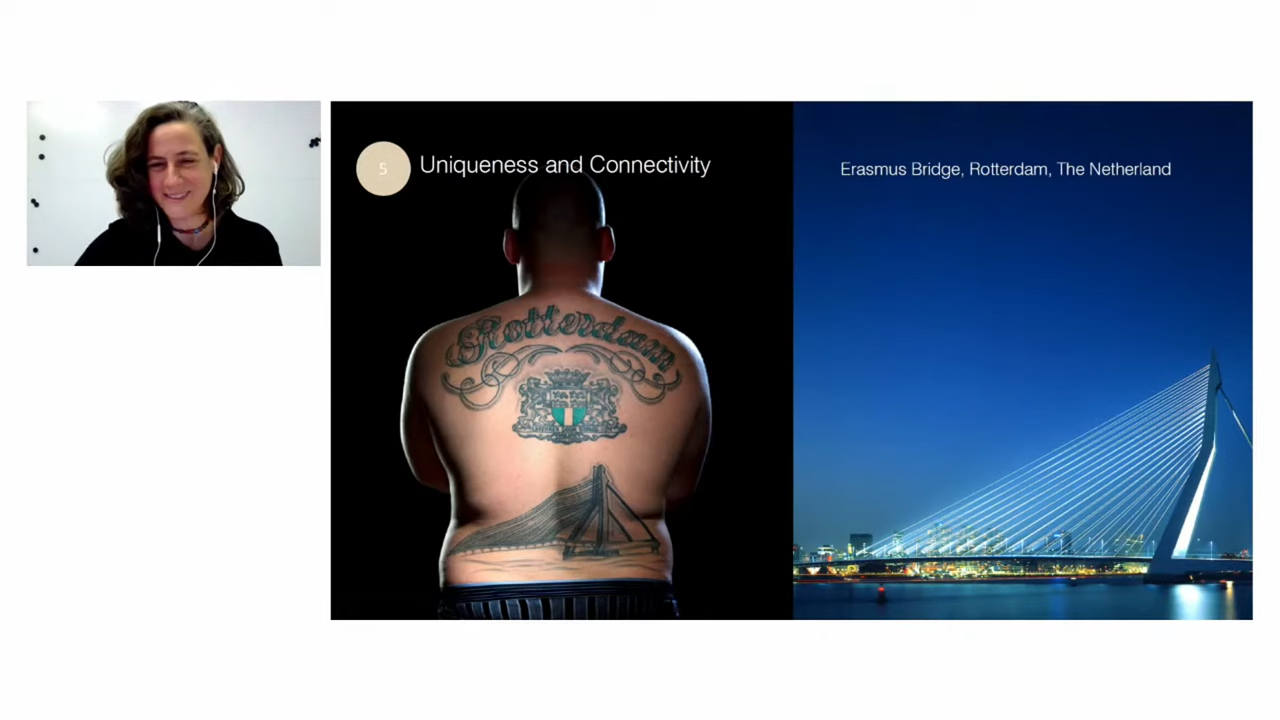 5
Uniqueness and Connectivity
Erasmus Bridge, Rotterdam, The Netherland
Rotterdam